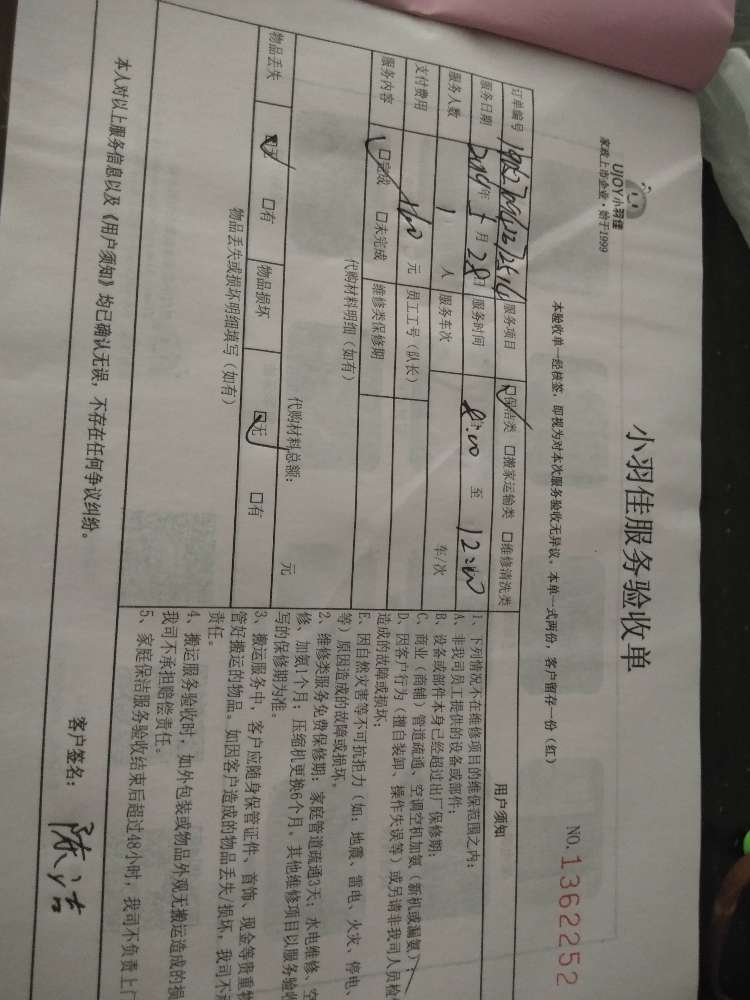 UJOY小羽佳
家政上市企业·始于1999
小羽佳服务验收单
NO.1362252
本验收单一经核签,即视为对本次服务验收无异议,本单一式两份,客户留存一份(红)
订单编号
服务项目 保洁类 □搬家运输类 □维修清洗类
服务日期 年 5 月 28 日 服务时间 8:00 至 12:00
服务人数 1 人 服务车次 车/次
支付费用 元 员工工号(队长)
服务内容 □完成 □未完成 维修类保修期
代购材料明细(如有)
代购材料总额: 元
物品丢失 无 □有 物品损坏 无 □有
物品丢失或损坏明细填写(如有)
用户须知
1、下列情况不在维修项目的维保范围之内:
A、非我司员工提供的设备或部件;
B、设备或部件本身已经超过出厂保修期;
C、商业(商铺)管道疏通、空调空机加氨(新机或漏氨);
D、因客户行为(擅自装卸、操作失误等)或另请非我司人员检
造成的故障或损坏;
E、因自然灾害等不可抗拒力(如:地震、雷电、火灾、停电、
等)原因造成的故障或损坏。
2、维修类服务免费保修期:家庭管道疏通3天;水电维修、空
修、加氨1个月;压缩机更换6个月。其他维修项目以服务验收
写的保修期为准。
3、搬运服务中,客户应随身保管证件、首饰、现金等贵重物
管好搬运的物品。如因客户造成的物品丢失/损坏,我司不承
责任。
4、搬运服务验收时,如外包装或物品外观无搬运造成的损
我司不承担赔偿责任。
5、家庭保洁服务验收结束后超过48小时,我司不负责上门
本人对以上服务信息以及《用户须知》均已确认无误,不存在任何争议纠纷。
客户签名:陈洁